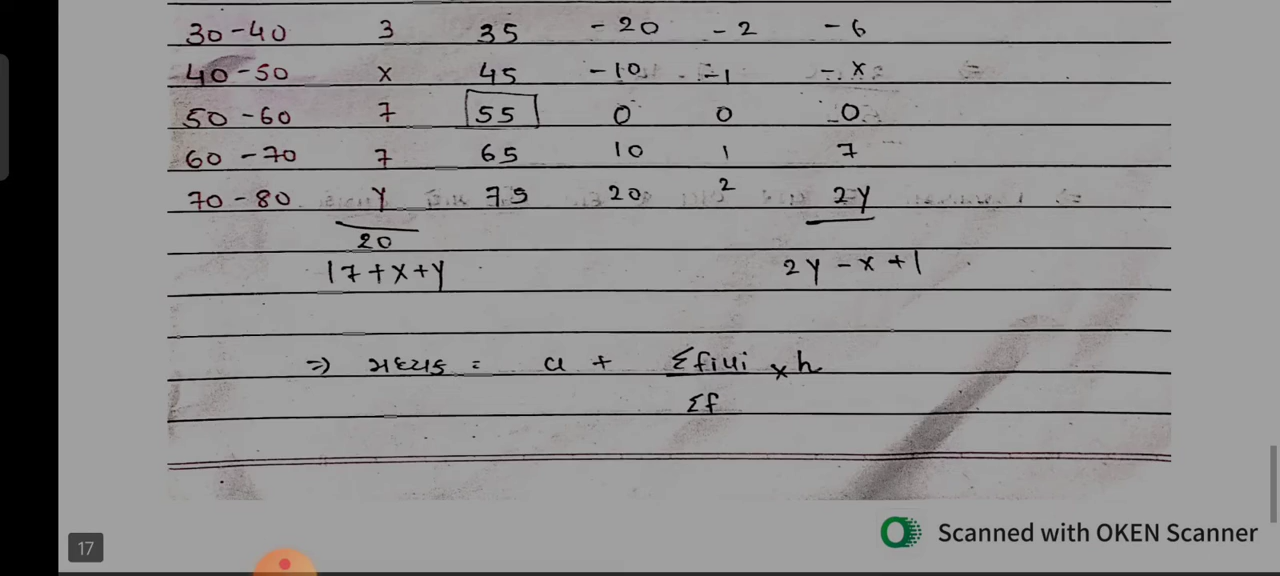 30-40 3 35 -20 -2 -6
40-50 x 45 -10 -1 -x
50-60 7 55 0 0 0
60-70 7 65 10 1 7
70-80 y 75 20 2 2y
20
17+x+y 2y-x+1
⇒ મધ્યક = a + Σfiui × h
Σf
17
Scanned with OKEN Scanner